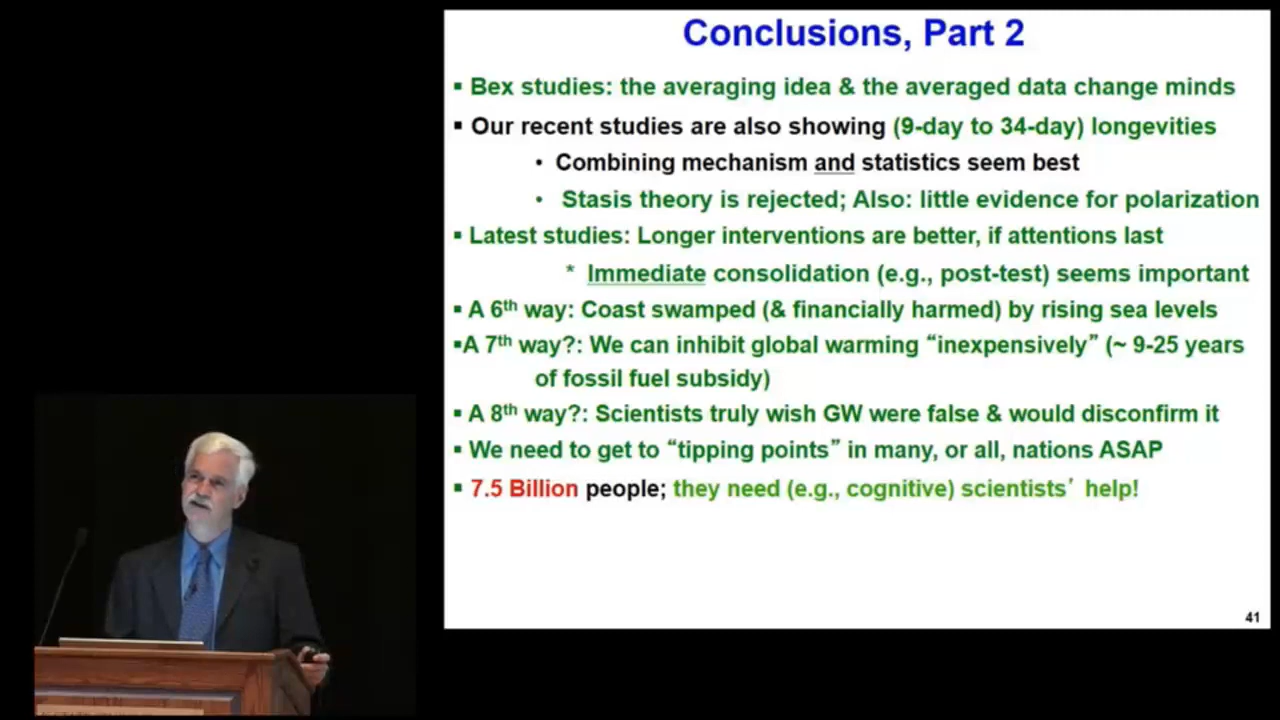 Conclusions, Part 2
▪ Bex studies: the averaging idea & the averaged data change minds
▪ Our recent studies are also showing (9-day to 34-day) longevities
• Combining mechanism and statistics seem best
• Stasis theory is rejected; Also: little evidence for polarization
▪ Latest studies: Longer interventions are better, if attentions last
* Immediate consolidation (e.g., post-test) seems important
▪ A 6th way: Coast swamped (& financially harmed) by rising sea levels
▪A 7th way?: We can inhibit global warming “inexpensively” (~ 9-25 years
of fossil fuel subsidy)
▪ A 8th way?: Scientists truly wish GW were false & would disconfirm it
▪ We need to get to “tipping points” in many, or all, nations ASAP
▪ 7.5 Billion people; they need (e.g., cognitive) scientists’ help!
41